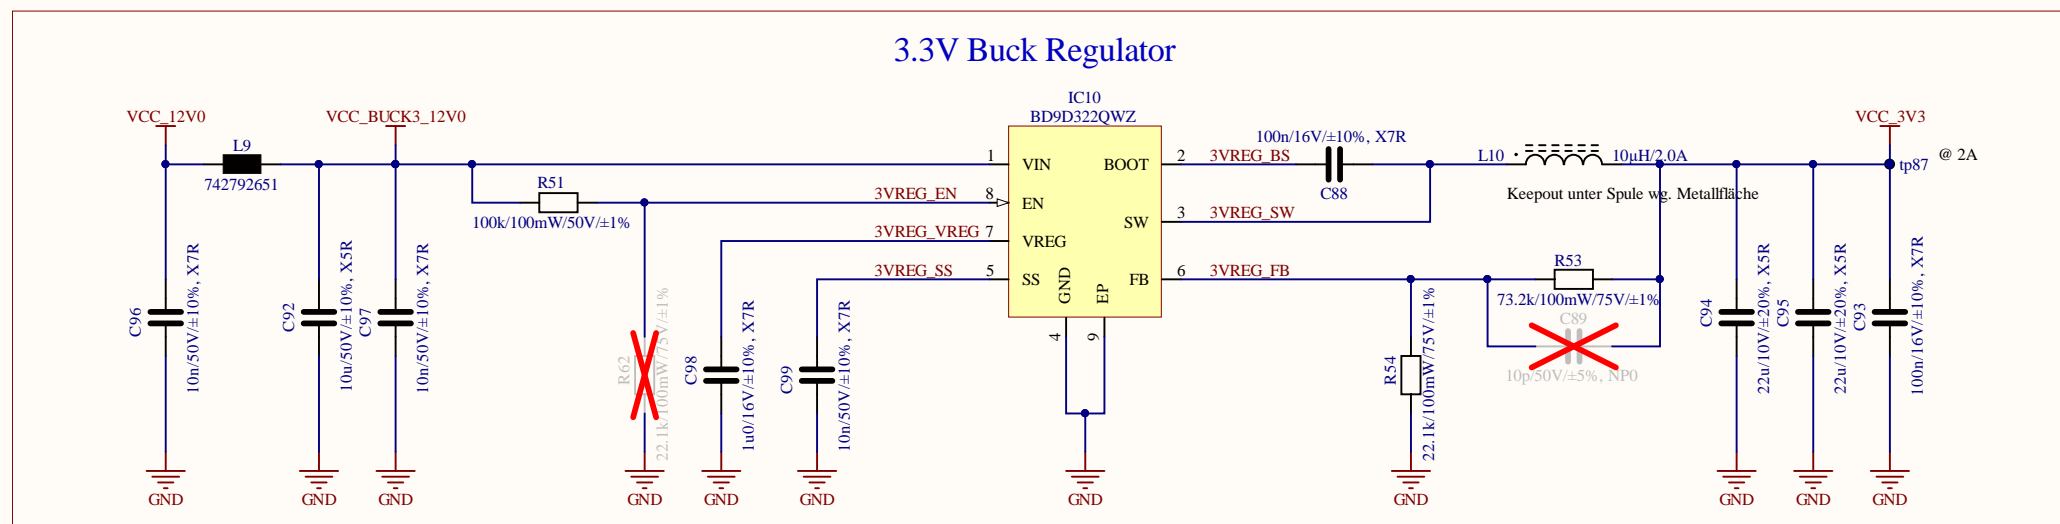 3.3V Buck Regulator
IC10
BD9D322QWZ
VCC_12V0
VCC_BUCK3_12V0
VCC_3V3
L9
742792651
1
VIN
BOOT
2
3VREG_BS
100n/16V/±10%, X7R
C88
L10
10µH/2.0A
tp87
@ 2A
Keepout unter Spule wg. Metallfläche
R51
100k/100mW/50V/±1%
3VREG_EN
8
EN
SW
3
3VREG_SW
3VREG_VREG
7
VREG
3VREG_SS
5
SS
GND
EP
FB
6
3VREG_FB
R53
73.2k/100mW/75V/±1%
C89
10p/50V/±5%, NP0
4
9
C96
10n/50V/±10%, X7R
C92
10u/50V/±10%, X5R
C97
10n/50V/±10%, X7R
R62
22.1k/100mW/75V/±1%
C98
1u0/16V/±10%, X7R
C99
10n/50V/±10%, X7R
R54
22.1k/100mW/75V/±1%
C94
22u/10V/±20%, X5R
C95
22u/10V/±20%, X5R
C93
100n/16V/±10%, X7R
GND
GND
GND
GND
GND
GND
GND
GND
GND
GND
GND